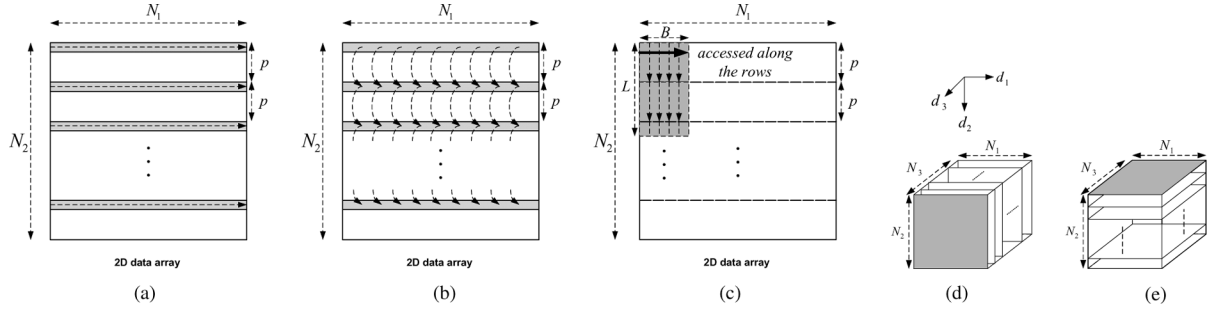 N₁
N₂
p
p
2D data array
(a)
N₁
N₂
p
p
2D data array
(b)
N₁
B
accessed along
the rows
L
N₂
p
p
2D data array
(c)
d₁
d₃
d₂
N₁
N₃
N₂
(d)
N₁
N₃
N₂
(e)